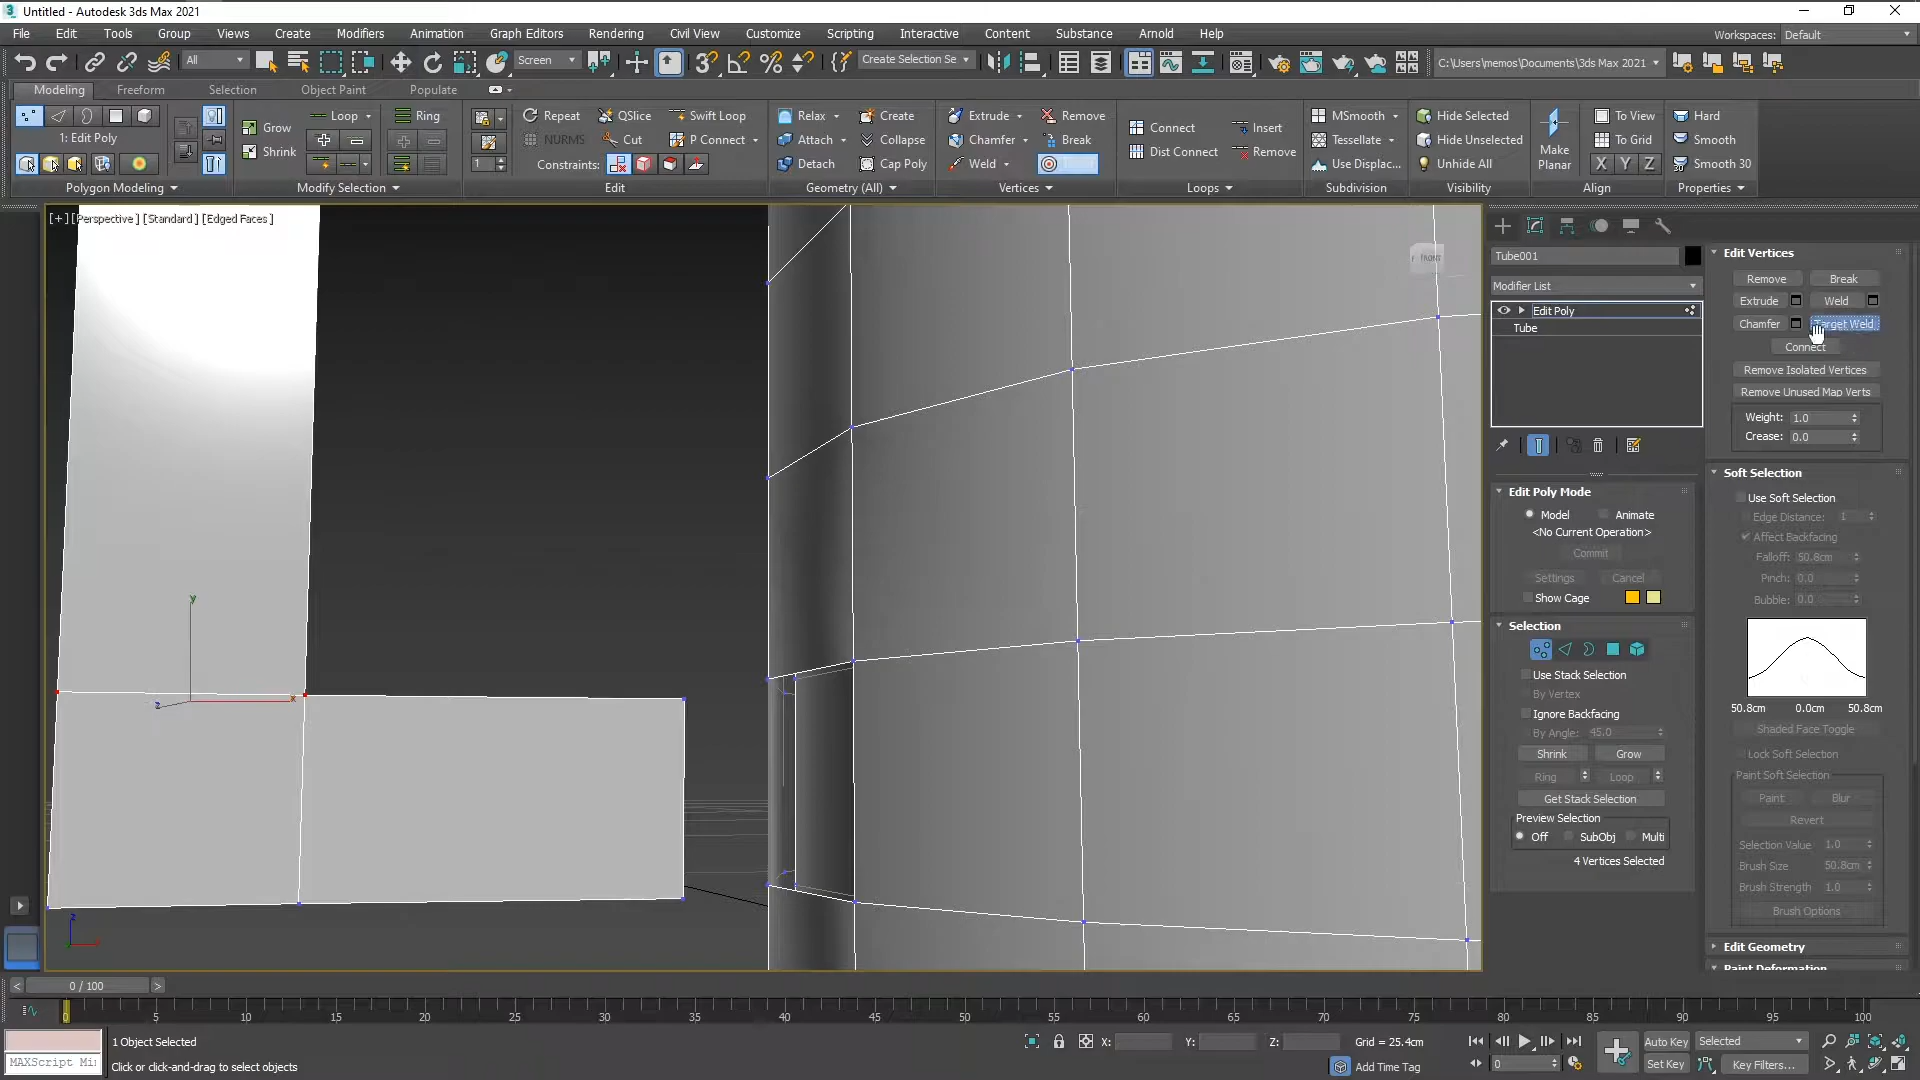 Untitled - Autodesk 3ds Max 2021
File Edit Tools Group Views Create Modifiers Animation Graph Editors Rendering Civil View Customize Scripting Interactive Content Substance Arnold Help
Workspaces: Default
All
Screen
Create Selection Se
C:\Users\memos\Documents\3ds Max 2021
Modeling Freeform Selection Object Paint Populate
1: Edit Poly
Polygon Modeling
Grow
Shrink
Loop
Modify Selection
Ring
1
Repeat QSlice Swift Loop
NURMS Cut P Connect
Constraints:
Edit
Relax Create
Attach Collapse
Detach Cap Poly
Geometry (All)
Extrude Remove
Chamfer Break
Weld
Vertices
Connect Insert
Dist Connect Remove
Loops
MSmooth
Tessellate
Use Displac...
Subdivision
Hide Selected
Hide Unselected
Unhide All
Visibility
Make Planar
To View
To Grid
X Y Z
Align
Hard
Smooth
Smooth 30
Properties
[+][Perspective][Standard][Edged Faces]
FRONT
y
x
z
z
Tube001
Modifier List
Edit Poly
Tube
Edit Poly Mode
Model Animate
<No Current Operation>
Commit
Settings Cancel
Show Cage
Selection
Use Stack Selection
By Vertex
Ignore Backfacing
By Angle: 45.0
Shrink Grow
Ring Loop
Get Stack Selection
Preview Selection
Off SubObj Multi
4 Vertices Selected
Edit Vertices
Remove Break
Extrude Weld
Chamfer Target Weld
Connect
Remove Isolated Vertices
Remove Unused Map Verts
Weight: 1.0
Crease: 0.0
Soft Selection
Use Soft Selection
Edge Distance: 1
Affect Backfacing
Falloff: 50.8cm
Pinch: 0.0
Bubble: 0.0
50.8cm 0.0cm 50.8cm
Shaded Face Toggle
Lock Soft Selection
Paint Soft Selection
Paint Blur
Revert
Selection Value 1.0
Brush Size 50.8cm
Brush Strength 1.0
Brush Options
Edit Geometry
Paint Deformation
< 0 / 100 >
0 5 10 15 20 25 30 35 40 45 50 55 60 65 70 75 80 85 90 95 100
1 Object Selected
X: Y: Z: Grid = 25.4cm
Auto Key Selected
MAXScript Mi
Click or click-and-drag to select objects
Add Time Tag
0
Set Key Key Filters...